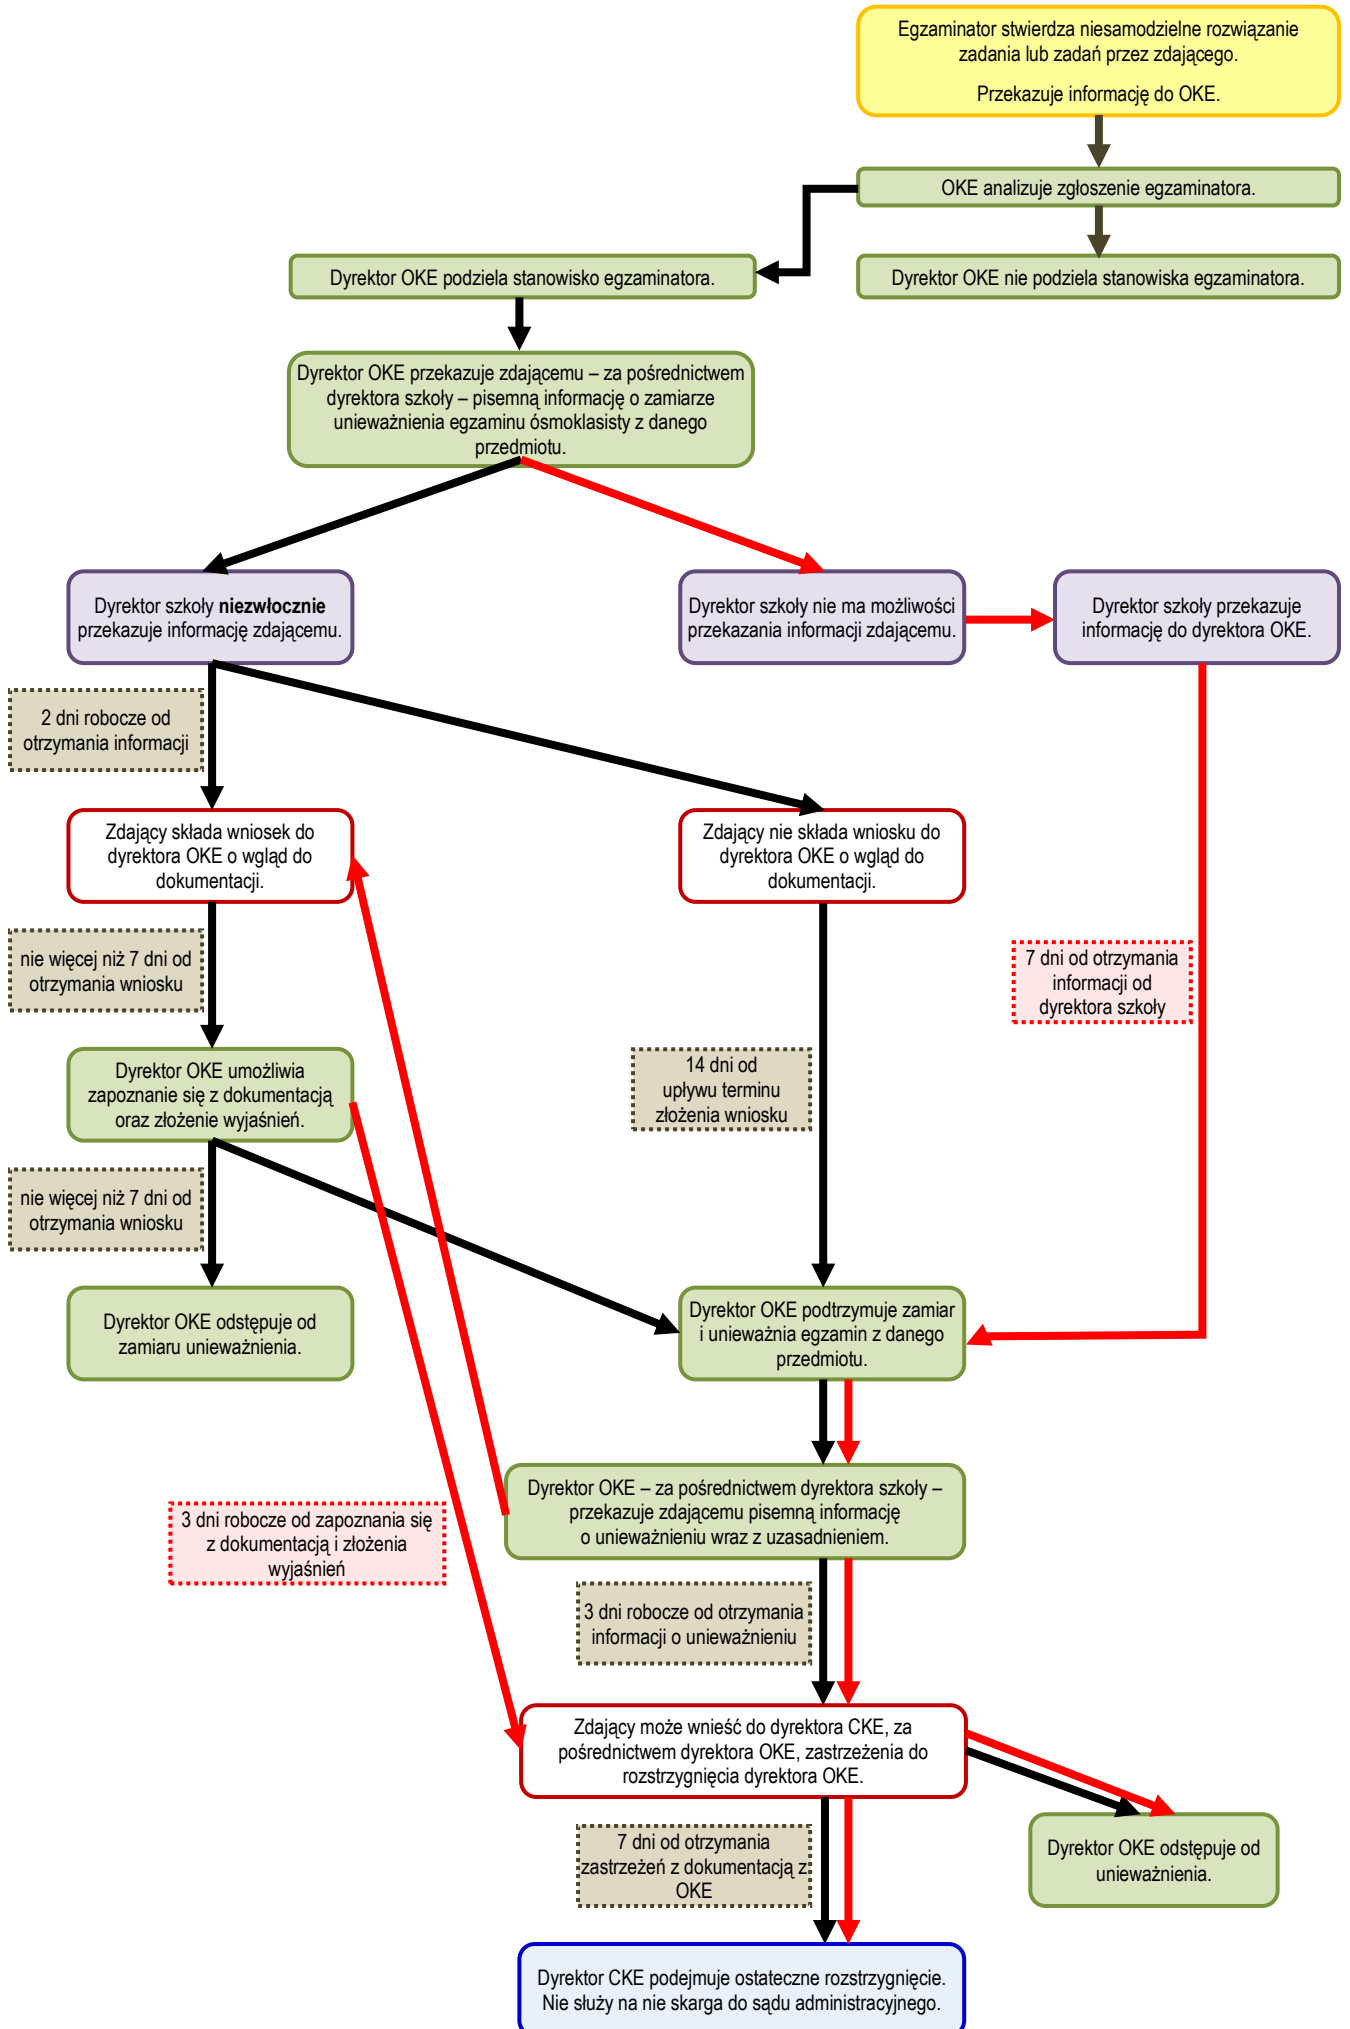 Egzaminator stwierdza niesamodzielne rozwiązanie
zadania lub zadań przez zdającego.
Przekazuje informację do OKE.
OKE analizuje zgłoszenie egzaminatora.
Dyrektor OKE podziela stanowisko egzaminatora.
Dyrektor OKE nie podziela stanowiska egzaminatora.
Dyrektor OKE przekazuje zdającemu – za pośrednictwem
dyrektora szkoły – pisemną informację o zamiarze
unieważnienia egzaminu ósmoklasisty z danego
przedmiotu.
Dyrektor szkoły niezwłocznie
przekazuje informację zdającemu.
Dyrektor szkoły nie ma możliwości
przekazania informacji zdającemu.
Dyrektor szkoły przekazuje
informację do dyrektora OKE.
2 dni robocze od
otrzymania informacji
Zdający składa wniosek do
dyrektora OKE o wgląd do
dokumentacji.
Zdający nie składa wniosku do
dyrektora OKE o wgląd do
dokumentacji.
nie więcej niż 7 dni od
otrzymania wniosku
7 dni od otrzymania
informacji od
dyrektora szkoły
Dyrektor OKE umożliwia
zapoznanie się z dokumentacją
oraz złożenie wyjaśnień.
14 dni od
upływu terminu
złożenia wniosku
nie więcej niż 7 dni od
otrzymania wniosku
Dyrektor OKE odstępuje od
zamiaru unieważnienia.
Dyrektor OKE podtrzymuje zamiar
i unieważnia egzamin z danego
przedmiotu.
Dyrektor OKE – za pośrednictwem dyrektora szkoły –
przekazuje zdającemu pisemną informację
o unieważnieniu wraz z uzasadnieniem.
3 dni robocze od zapoznania się
z dokumentacją i złożenia
wyjaśnień
3 dni robocze od otrzymania
informacji o unieważnieniu
Zdający może wnieść do dyrektora CKE, za
pośrednictwem dyrektora OKE, zastrzeżenia do
rozstrzygnięcia dyrektora OKE.
7 dni od otrzymania
zastrzeżeń z dokumentacją z
OKE
Dyrektor OKE odstępuje od
unieważnienia.
Dyrektor CKE podejmuje ostateczne rozstrzygnięcie.
Nie służy na nie skarga do sądu administracyjnego.